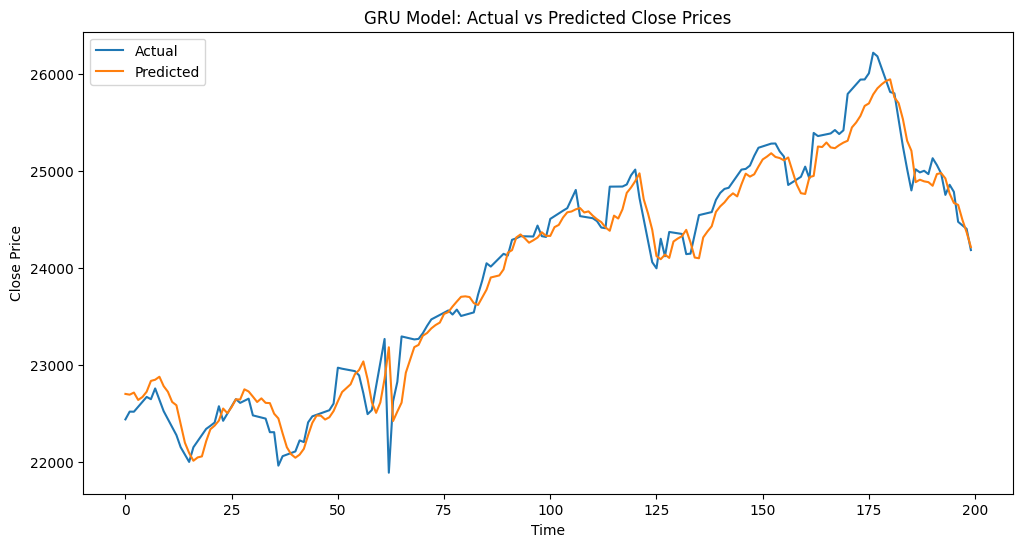 GRU Model: Actual vs Predicted Close Prices
Actual
Predicted
Close Price
26000
25000
24000
23000
22000
0 25 50 75 100 125 150 175 200
Time